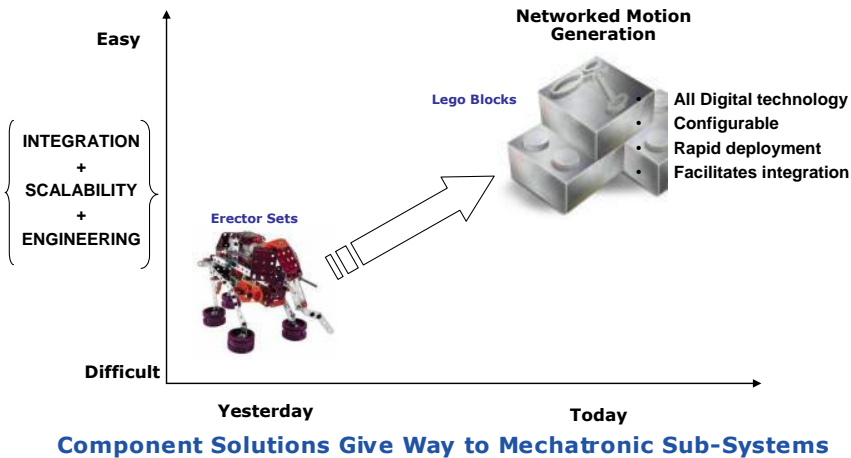 Networked Motion
Generation
Easy
Lego Blocks
• All Digital technology
• Configurable
• Rapid deployment
• Facilitates integration
INTEGRATION
+
SCALABILITY
+
ENGINEERING
Erector Sets
Difficult
Yesterday
Today
Component Solutions Give Way to Mechatronic Sub-Systems